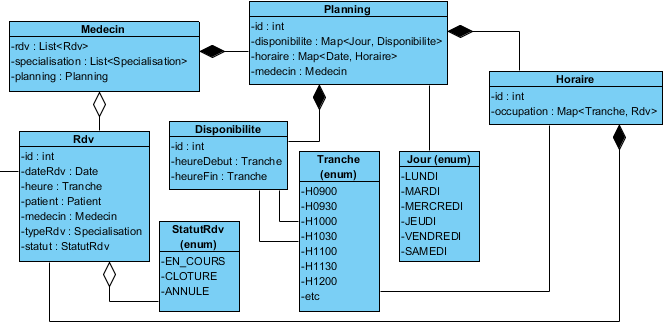 Medecin
-rdv : List<Rdv>
-specialisation : List<Specialisation>
-planning : Planning
Planning
-id : int
-disponibilite : Map<Jour, Disponibilite>
-horaire : Map<Date, Horaire>
-medecin : Medecin
Horaire
-id : int
-occupation : Map<Tranche, Rdv>
Rdv
-id : int
-dateRdv : Date
-heure : Tranche
-patient : Patient
-medecin : Medecin
-typeRdv : Specialisation
-statut : StatutRdv
Disponibilite
-id : int
-heureDebut : Tranche
-heureFin : Tranche
StatutRdv
(enum)
-EN_COURS
-CLOTURE
-ANNULE
Tranche
(enum)
-H0900
-H0930
-H1000
-H1030
-H1100
-H1130
-H1200
-etc
Jour (enum)
-LUNDI
-MARDI
-MERCREDI
-JEUDI
-VENDREDI
-SAMEDI